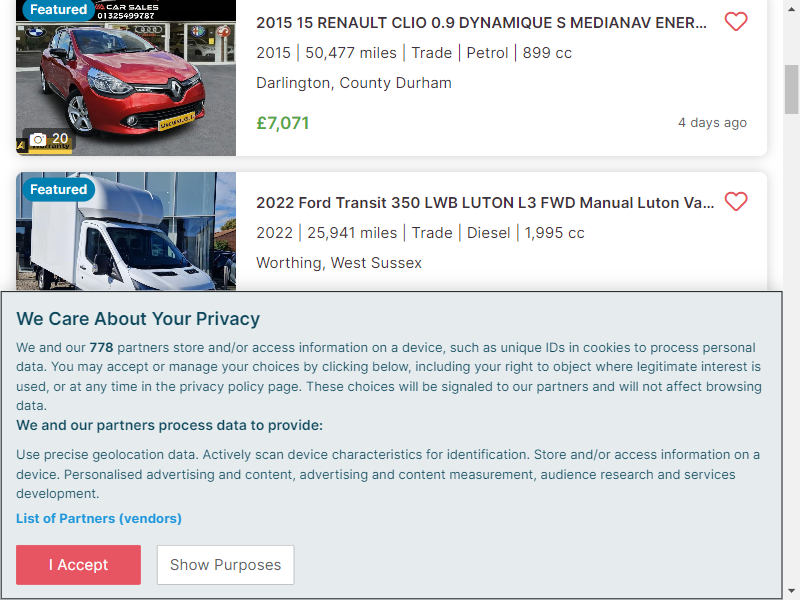 Featured
CAR SALES
01325499787
20
2015 15 RENAULT CLIO 0.9 DYNAMIQUE S MEDIANAV ENER...
2015 | 50,477 miles | Trade | Petrol | 899 cc
Darlington, County Durham
£7,071
4 days ago
Featured
2022 Ford Transit 350 LWB LUTON L3 FWD Manual Luton Va...
2022 | 25,941 miles | Trade | Diesel | 1,995 cc
Worthing, West Sussex
We Care About Your Privacy
We and our 778 partners store and/or access information on a device, such as unique IDs in cookies to process personal
data. You may accept or manage your choices by clicking below, including your right to object where legitimate interest is
used, or at any time in the privacy policy page. These choices will be signaled to our partners and will not affect browsing
data.
We and our partners process data to provide:
Use precise geolocation data. Actively scan device characteristics for identification. Store and/or access information on a
device. Personalised advertising and content, advertising and content measurement, audience research and services
development.
List of Partners (vendors)
I Accept
Show Purposes